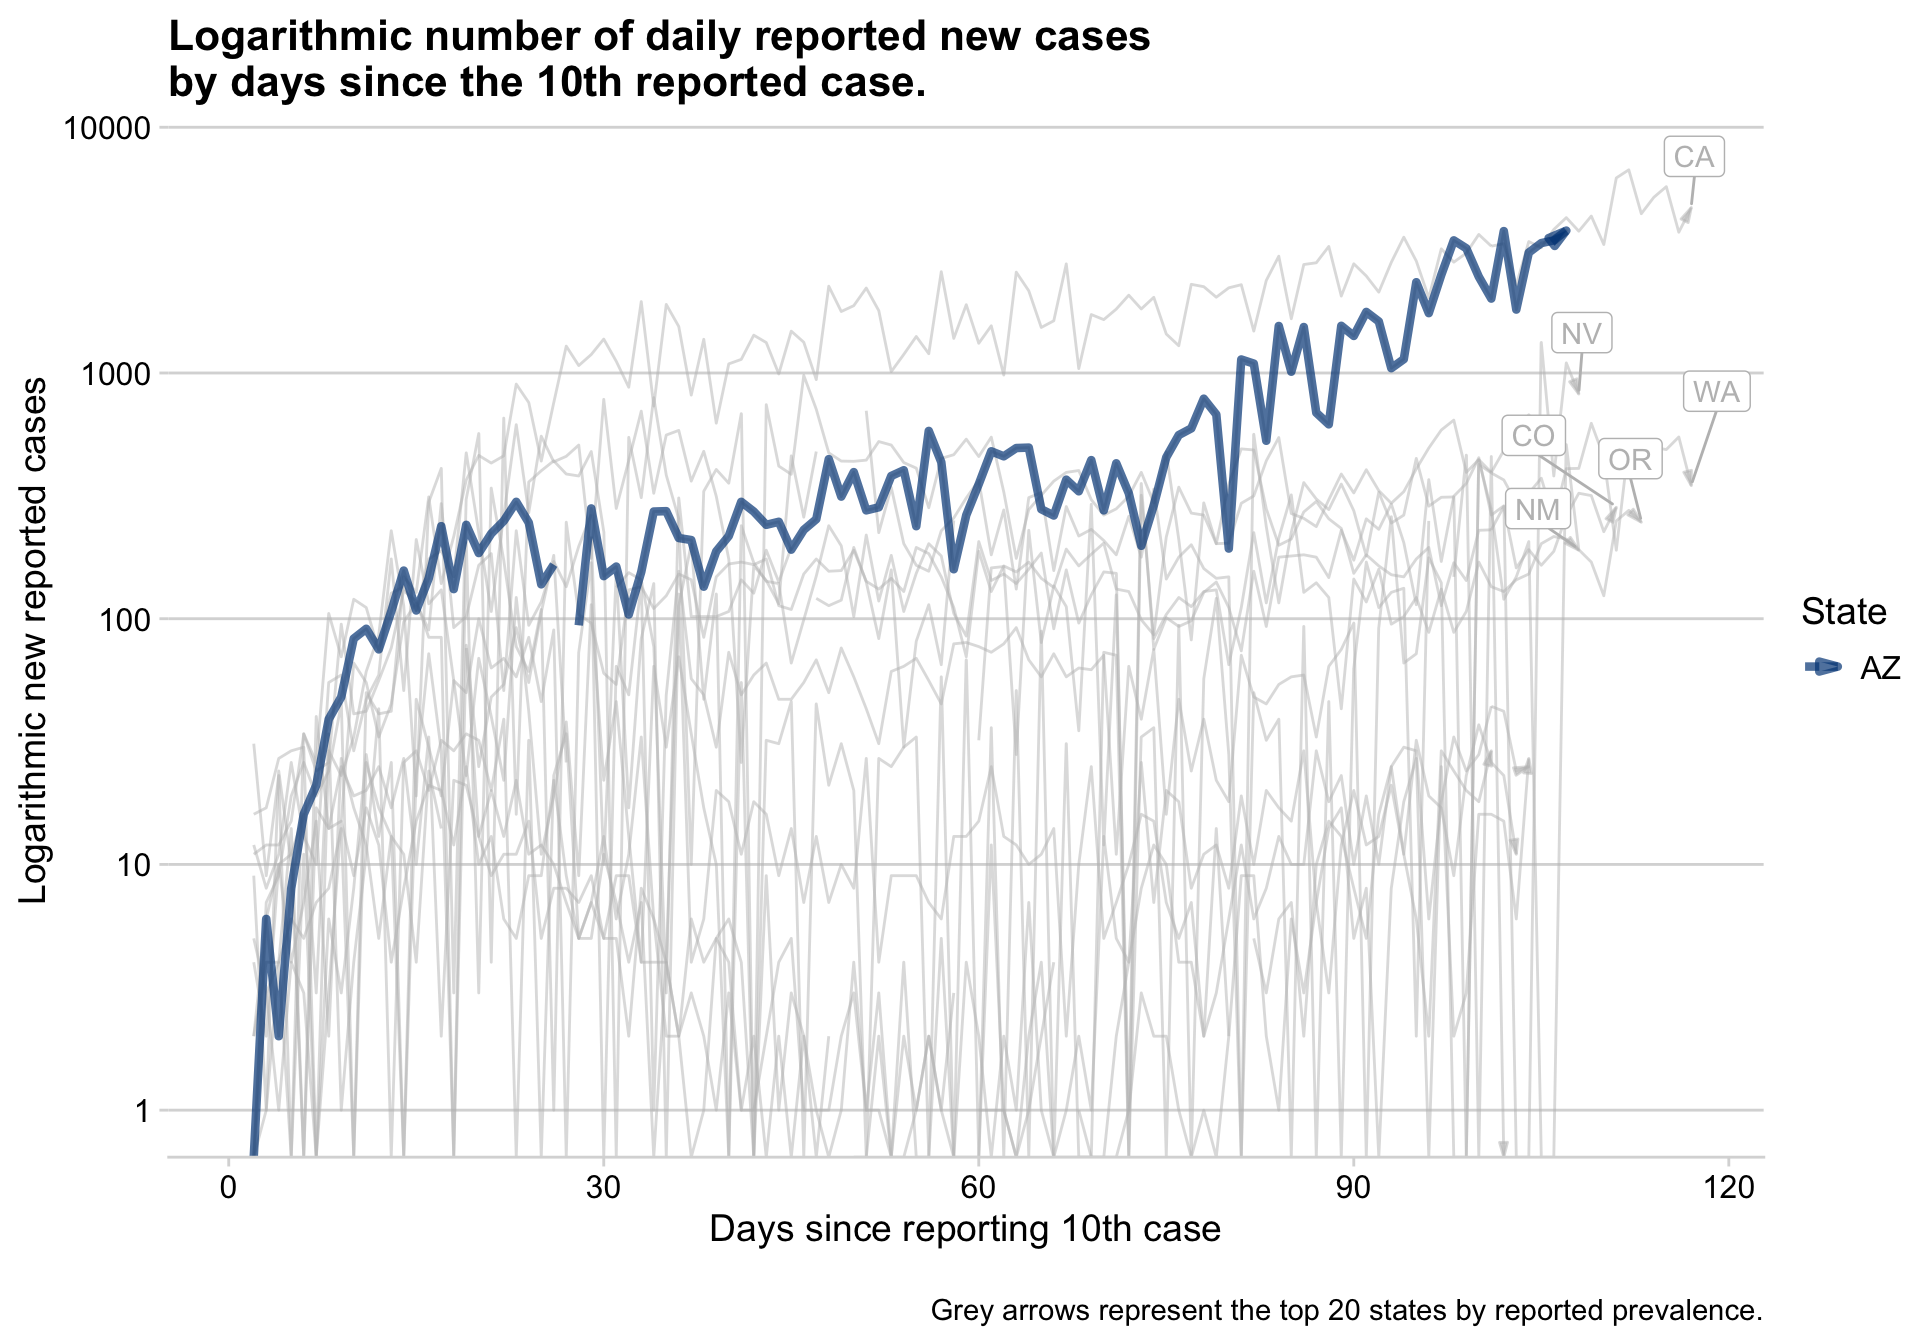 Logarithmic number of daily reported new cases
by days since the 10th reported case.
Logarithmic new reported cases
10000
1000
100
10
1
CA
NV
WA
CO
OR
NM
State
AZ
0
30
60
90
120
Days since reporting 10th case
Grey arrows represent the top 20 states by reported prevalence.